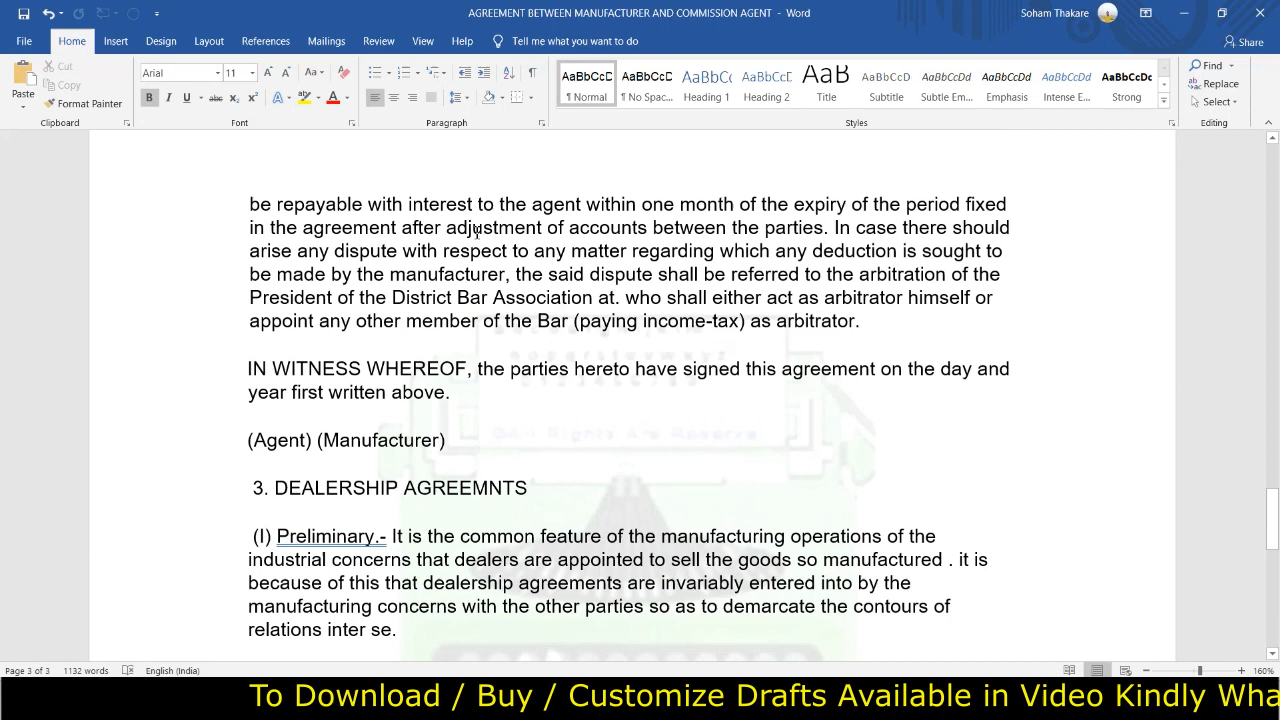 AGREEMENT BETWEEN MANUFACTURER AND COMMISSION AGENT - Word
Soham Thakare
File Home Insert Design Layout References Mailings Review View Help Tell me what you want to do
Share
Paste
Cut
Copy
Format Painter
Clipboard
Arial 11
Font
Paragraph
AaBbCcD AaBbCcD AaBbC AaBbCcD AaB AaBbCcD AaBbCcDd AaBbCcDd AaBbCcDd AaBbCcDc
¶ Normal ¶ No Spac... Heading 1 Heading 2 Title Subtitle Subtle Em... Emphasis Intense E... Strong
Styles
Find
Replace
Select
Editing
be repayable with interest to the agent within one month of the expiry of the period fixed
in the agreement after adjustment of accounts between the parties. In case there should
arise any dispute with respect to any matter regarding which any deduction is sought to
be made by the manufacturer, the said dispute shall be referred to the arbitration of the
President of the District Bar Association at. who shall either act as arbitrator himself or
appoint any other member of the Bar (paying income-tax) as arbitrator.
IN WITNESS WHEREOF, the parties hereto have signed this agreement on the day and
year first written above.
(Agent) (Manufacturer)
3. DEALERSHIP AGREEMNTS
(I) Preliminary.- It is the common feature of the manufacturing operations of the
industrial concerns that dealers are appointed to sell the goods so manufactured . it is
because of this that dealership agreements are invariably entered into by the
manufacturing concerns with the other parties so as to demarcate the contours of
relations inter se.
Page 3 of 3 1132 words English (India) 160%
To Download / Buy / Customize Drafts Available in Video Kindly Wha